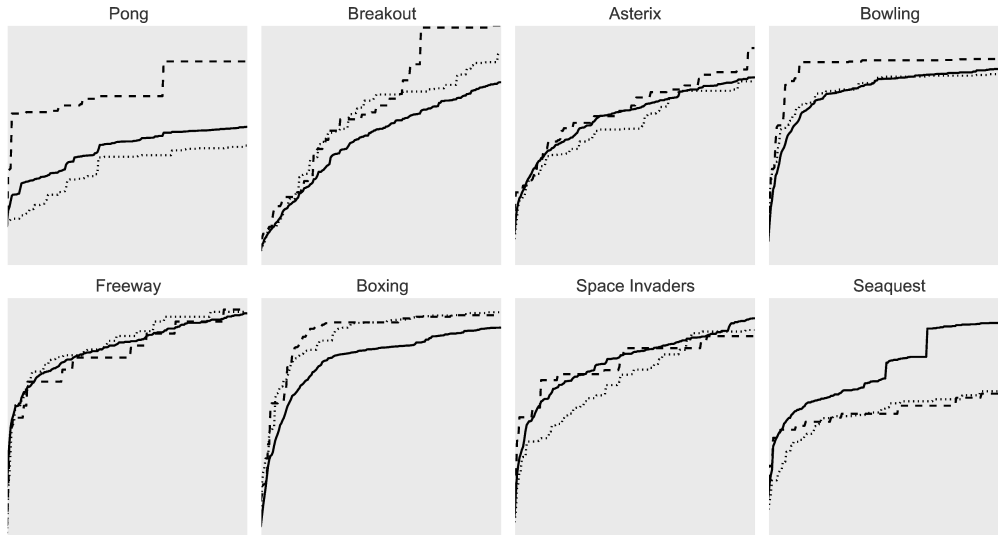 Pong
Breakout
Asterix
Bowling
Freeway
Boxing
Space Invaders
Seaquest